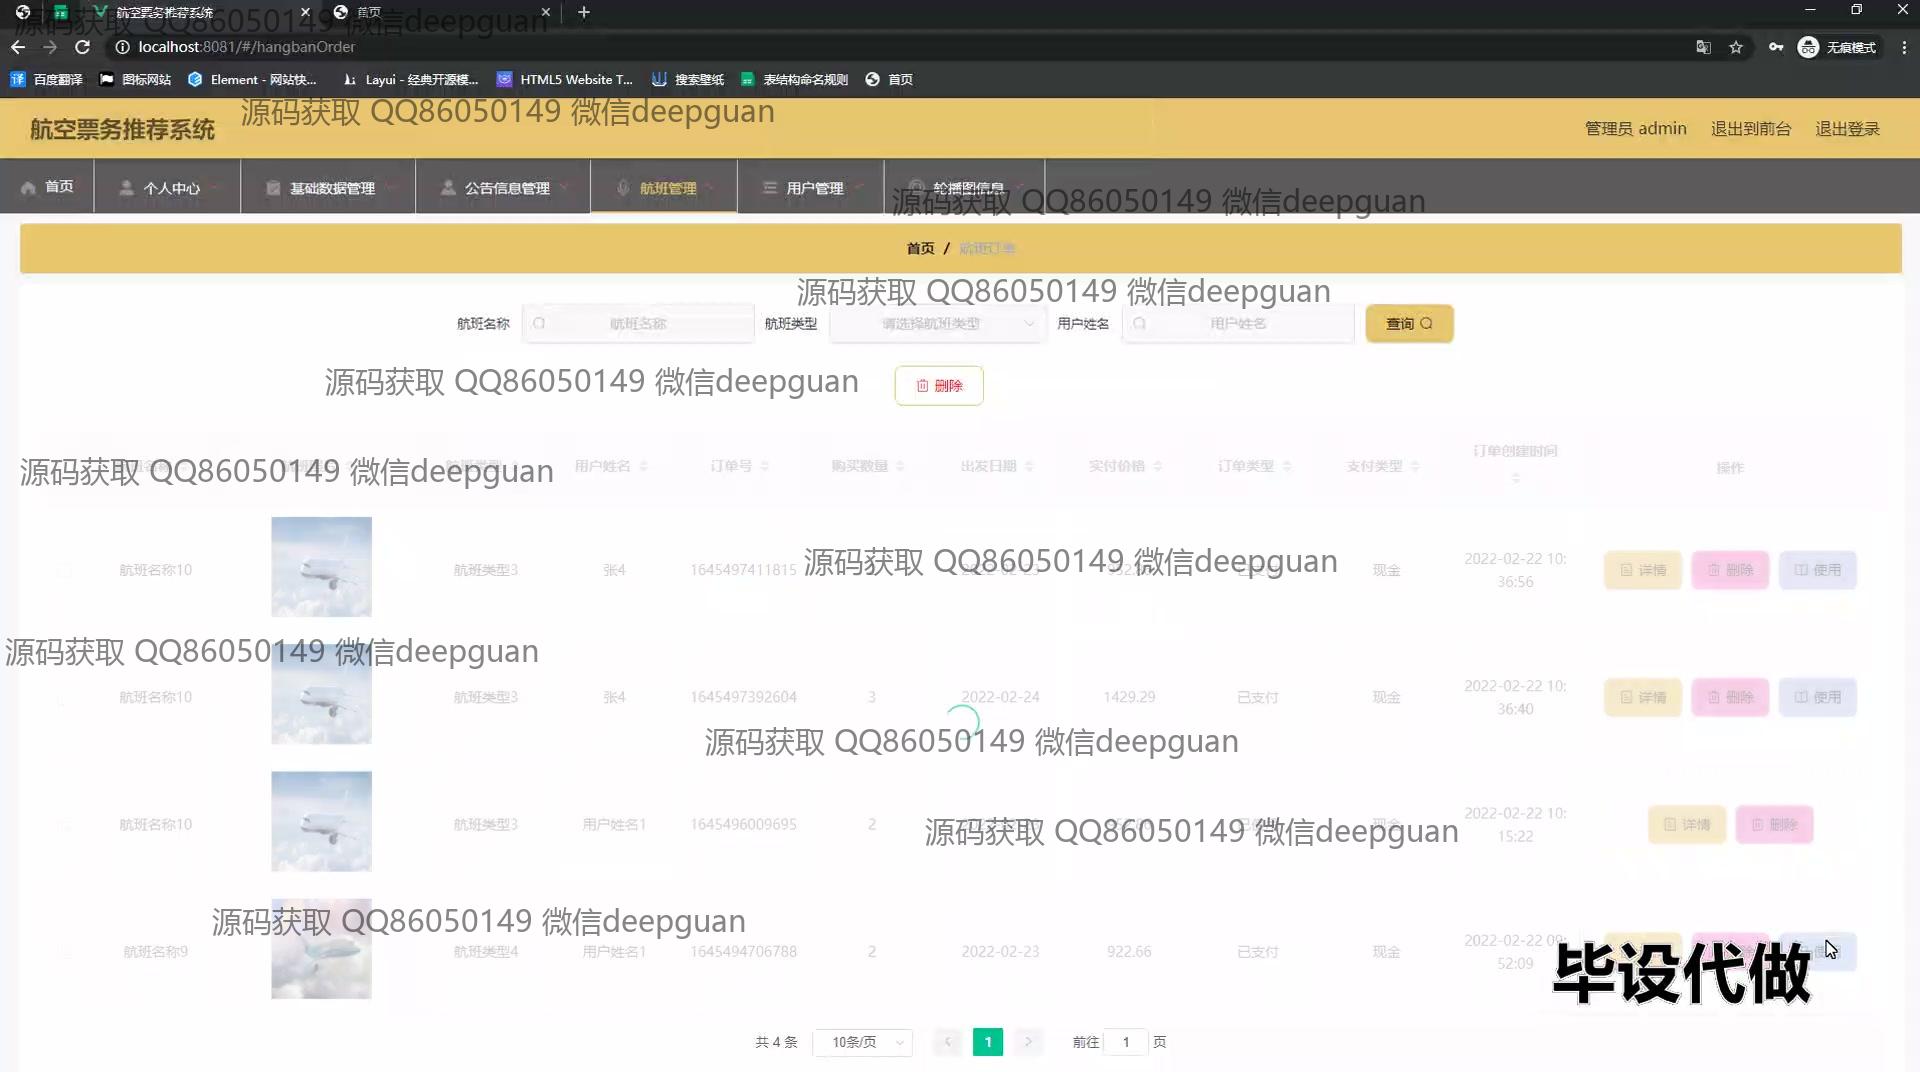 航空票务推荐系统
首页
源码获取 QQ86050149 微信deepguan
localhost:8081/#/hangbanOrder
无痕模式
百度翻译 图标网站 Element - 网站快... Layui - 经典开源模... HTML5 Website T... 搜索壁纸 表结构命名规则 首页
源码获取 QQ86050149 微信deepguan
航空票务推荐系统
管理员 admin 退出到前台 退出登录
首页 个人中心 基础数据管理 公告信息管理 航班管理 用户管理 轮播图信息
源码获取 QQ86050149 微信deepguan
首页 / 航班订单
源码获取 QQ86050149 微信deepguan
航班名称 航班名称 航班类型 请选择航班类型 用户姓名 用户姓名 查询
源码获取 QQ86050149 微信deepguan
删除
源码获取 QQ86050149 微信deepguan
用户姓名 订单号 购买数量 出发日期 实付价格 订单类型 支付类型 订单创建时间 操作
源码获取 QQ86050149 微信deepguan
航班名称10 航班类型3 张4 1645497411815 现金 2022-02-22 10:36:56 详情 删除 使用
源码获取 QQ86050149 微信deepguan
航班名称10 航班类型3 张4 1645497392604 3 2022-02-24 1429.29 已支付 现金 2022-02-22 10:36:40 详情 删除 使用
源码获取 QQ86050149 微信deepguan
航班名称10 航班类型3 用户姓名1 1645496009695 2 2022-02-22 10:15:22 详情 删除
源码获取 QQ86050149 微信deepguan
源码获取 QQ86050149 微信deepguan
航班名称9 航班类型4 用户姓名1 1645494706788 2 2022-02-23 922.66 已支付 现金 2022-02-22 09:52:09
毕设代做
共 4 条 10条/页 1 前往 1 页